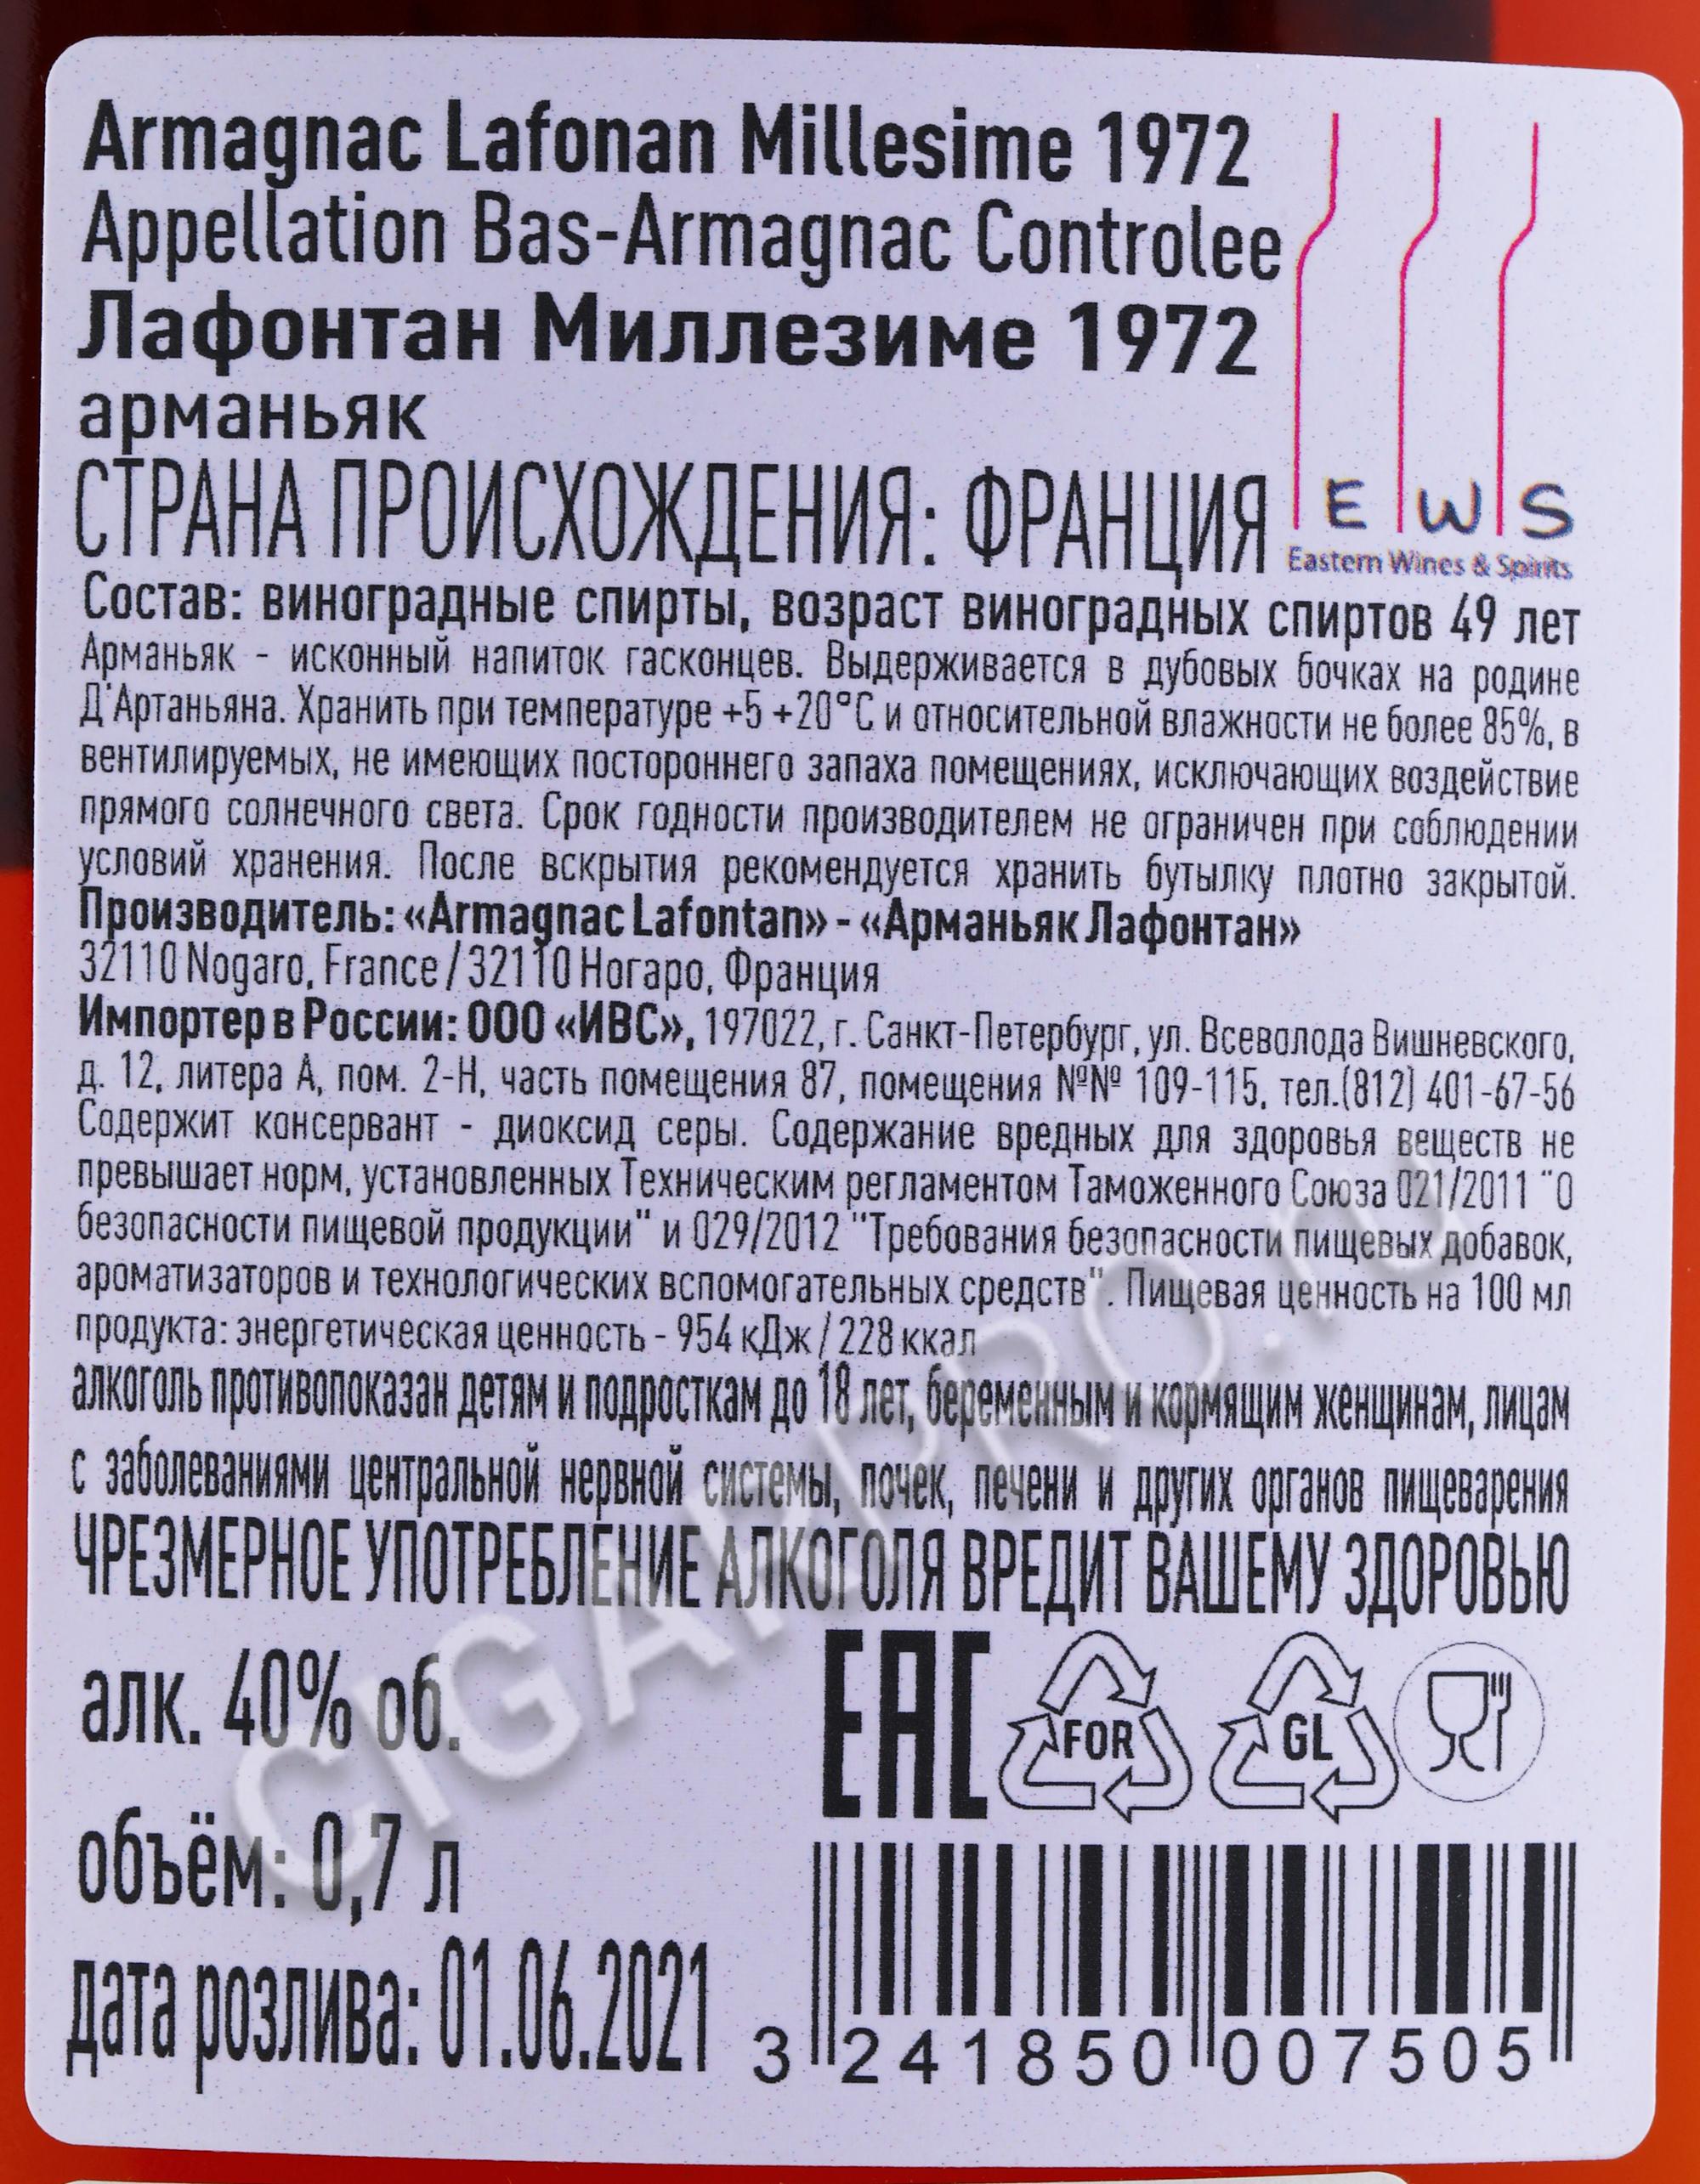 Armagnac Lafonan Millesime 1972
Appellation Bas-Armagnac Controlee
Лафонтан Миллезиме 1972
арманьяк
СТРАНА ПРОИСХОЖДЕНИЯ: ФРАНЦИЯ
E W S
Eastern Wines & Spirits
Состав: виноградные спирты, возраст виноградных спиртов 49 лет
Арманьяк - исконный напиток гасконцев. Выдерживается в дубовых бочках на родине
Д'Артаньяна. Хранить при температуре +5 +20°С и относительной влажности не более 85%, в
вентилируемых, не имеющих постороннего запаха помещениях, исключающих воздействие
прямого солнечного света. Срок годности производителем не ограничен при соблюдении
условий хранения. После вскрытия рекомендуется хранить бутылку плотно закрытой.
Производитель: «Armagnac Lafontan» - «Арманьяк Лафонтан»
32110 Nogaro, France / 32110 Ногаро, Франция
Импортер в России: ООО «ИВС», 197022, г. Санкт-Петербург, ул. Всеволода Вишневского,
д. 12, литера А, пом. 2-Н, часть помещения 87, помещения №№ 109-115, тел.(812) 401-67-56
Содержит консервант - диоксид серы. Содержание вредных для здоровья веществ не
превышает норм, установленных Техническим регламентом Таможенного Союза 021/2011 "О
безопасности пищевой продукции" и 029/2012 "Требования безопасности пищевых добавок,
ароматизаторов и технологических вспомогательных средств". Пищевая ценность на 100 мл
продукта: энергетическая ценность - 954 кДж / 228 ккал
алкоголь противопоказан детям и подросткам до 18 лет, беременным и кормящим женщинам, лицам
с заболеваниями центральной нервной системы, почек, печени и других органов пищеварения
ЧРЕЗМЕРНОЕ УПОТРЕБЛЕНИЕ АЛКОГОЛЯ ВРЕДИТ ВАШЕМУ ЗДОРОВЬЮ
алк. 40% об.
EAC
FOR
GL
объём: 0,7 л
дата розлива: 01.06.2021
3 241850 007505
CIGARPRO.ru